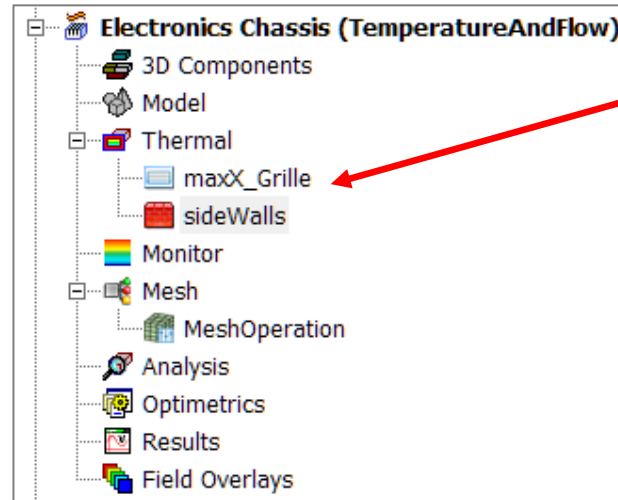 Electronics Chassis (TemperatureAndFlow)
3D Components
Model
Thermal
maxX_Grille
sideWalls
Monitor
Mesh
MeshOperation
Analysis
Optimetrics
Results
Field Overlays